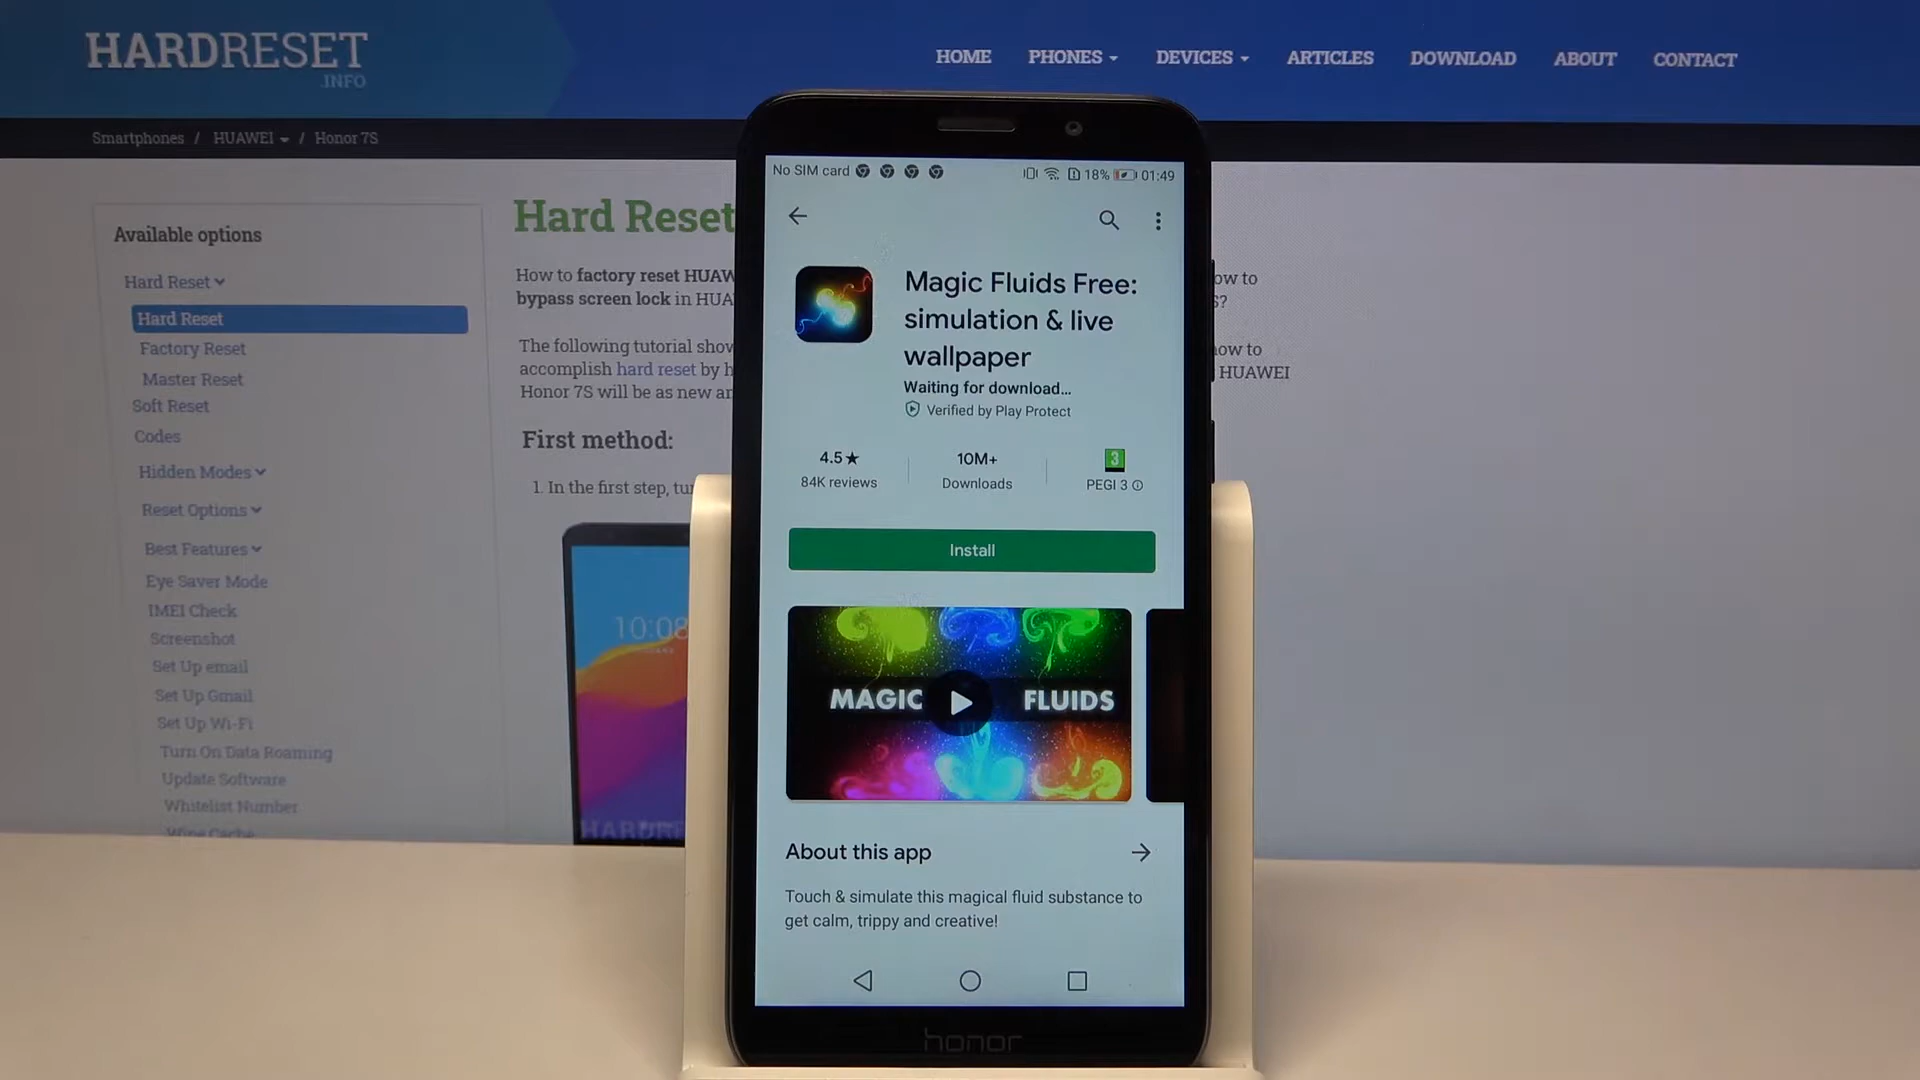 HARDRESET
.INFO
HOME
PHONES
DEVICES
ARTICLES
DOWNLOAD
ABOUT
CONTACT
Smartphones / HUAWEI / Honor 7S
Available options
Hard Reset
Hard Reset
Factory Reset
Master Reset
Soft Reset
Codes
Hidden Modes
Reset Options
Best Features
Eye Saver Mode
IMEI Check
Screenshot
Set Up email
Set Up Gmail
Set Up Wi-Fi
Turn On Data Roaming
Update Software
Whitelist Number
Wipe Cache
Hard Reset
How to factory reset HUAW
bypass screen lock in HUA
ow to
S?
The following tutorial show
accomplish hard reset by h
Honor 7S will be as new an
how to
HUAWEI
First method:
1. In the first step, tur
10:08
HARDRE
No SIM card
18% 01:49
Magic Fluids Free:
simulation & live
wallpaper
Waiting for download...
Verified by Play Protect
4.5★
84K reviews
10M+
Downloads
3
PEGI 3
Install
MAGIC FLUIDS
About this app
Touch & simulate this magical fluid substance to
get calm, trippy and creative!
honor